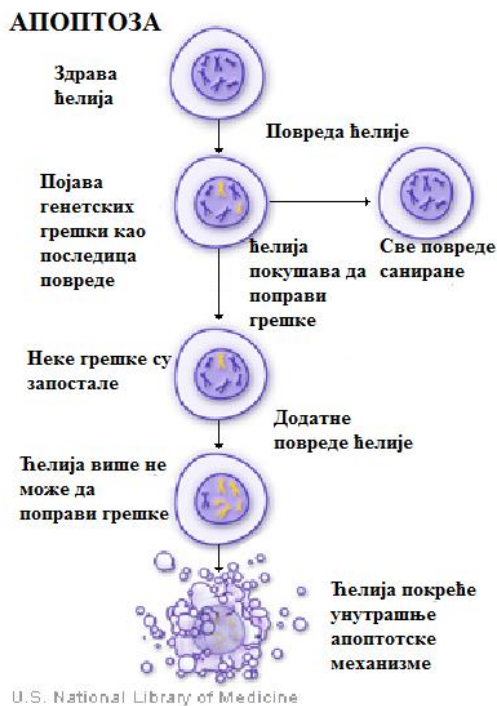 АПОПТОЗА
Здрава
ћелија
Повреда ћелије
Појава
генетских
грешки као
последица
повреде
ћелија
покушава да
поправи
грешке
Све повреде
саниране
Неке грешке су
запостале
Додатне
повреде ћелије
Ћелија више не
може да
поправи грешке
Ћелија покреће
унутрашње
апоптотске
механизме
U.S. National Library of Medicine